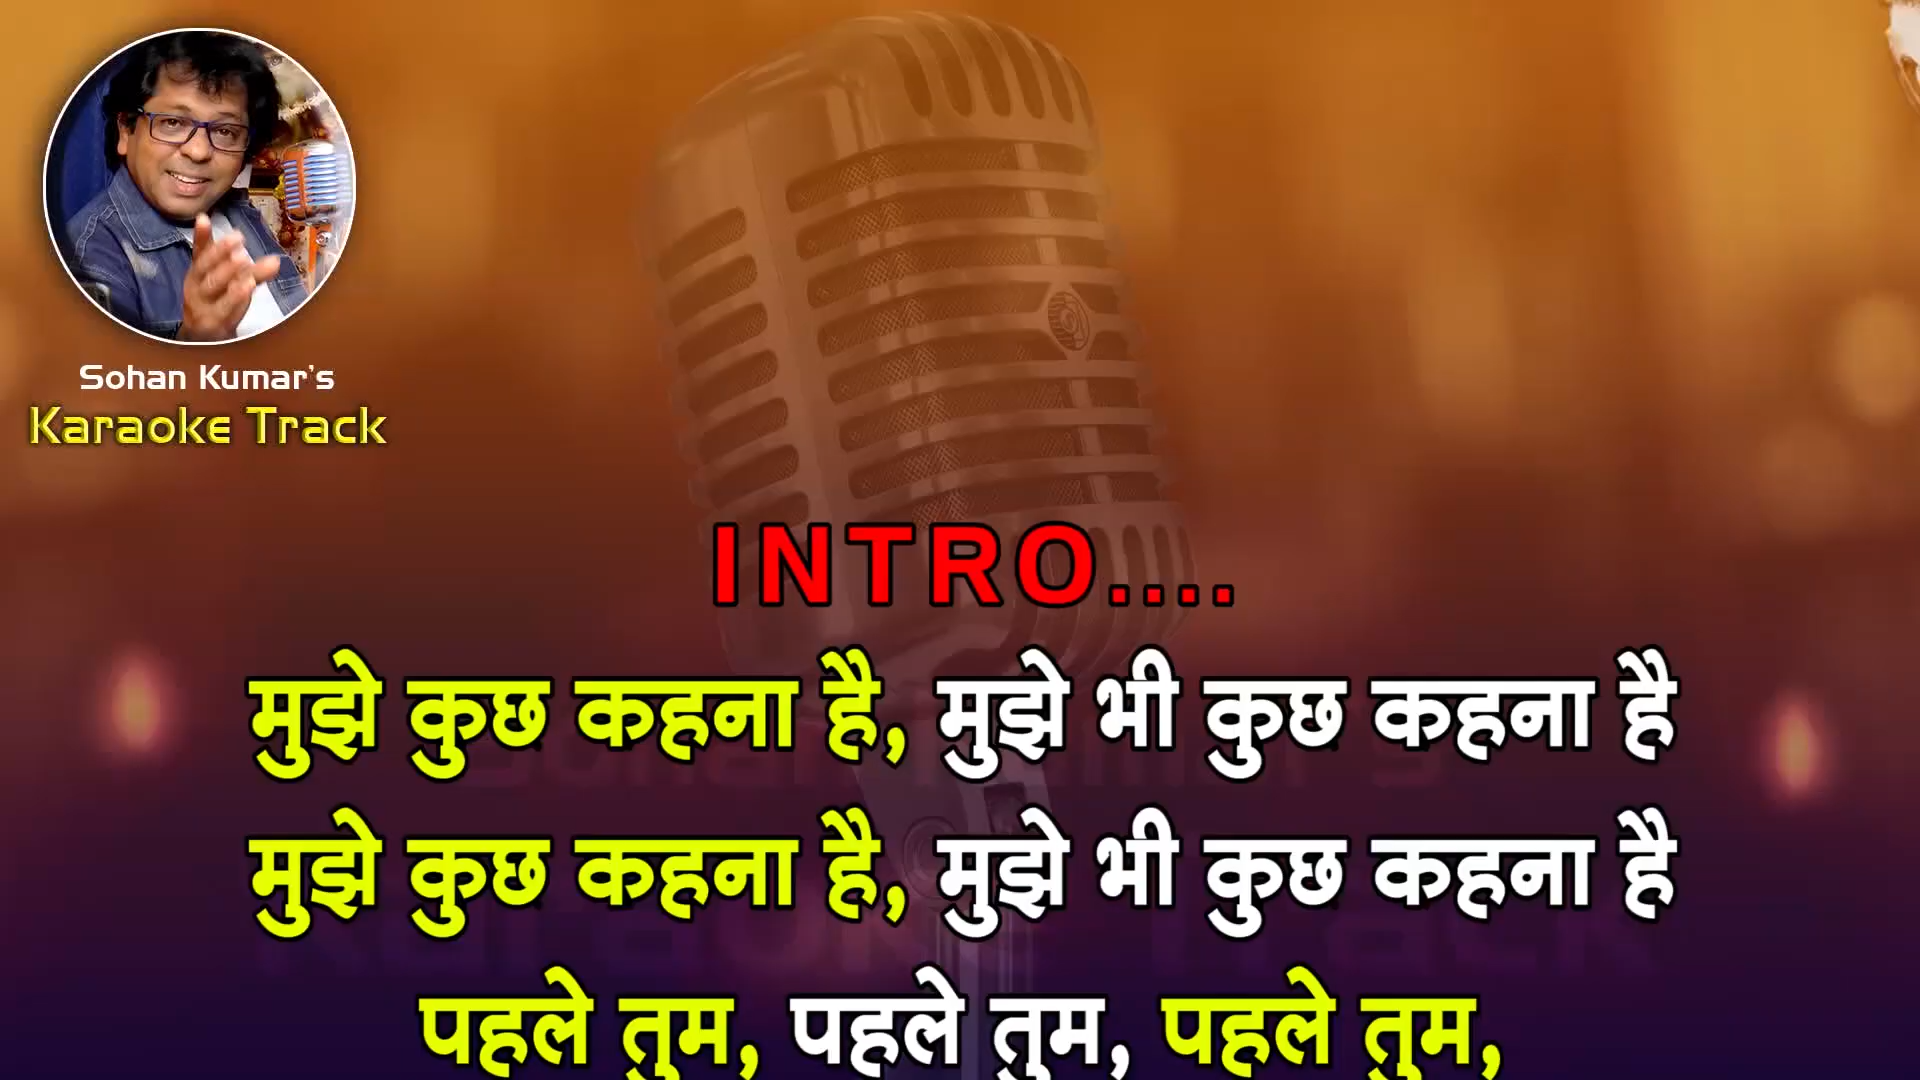 Sohan Kumar's
Karaoke Track
INTRO....
मुझे कुछ कहना है, मुझे भी कुछ कहना है
मुझे कुछ कहना है, मुझे भी कुछ कहना है
पहले तुम, पहले तुम, पहले तुम,